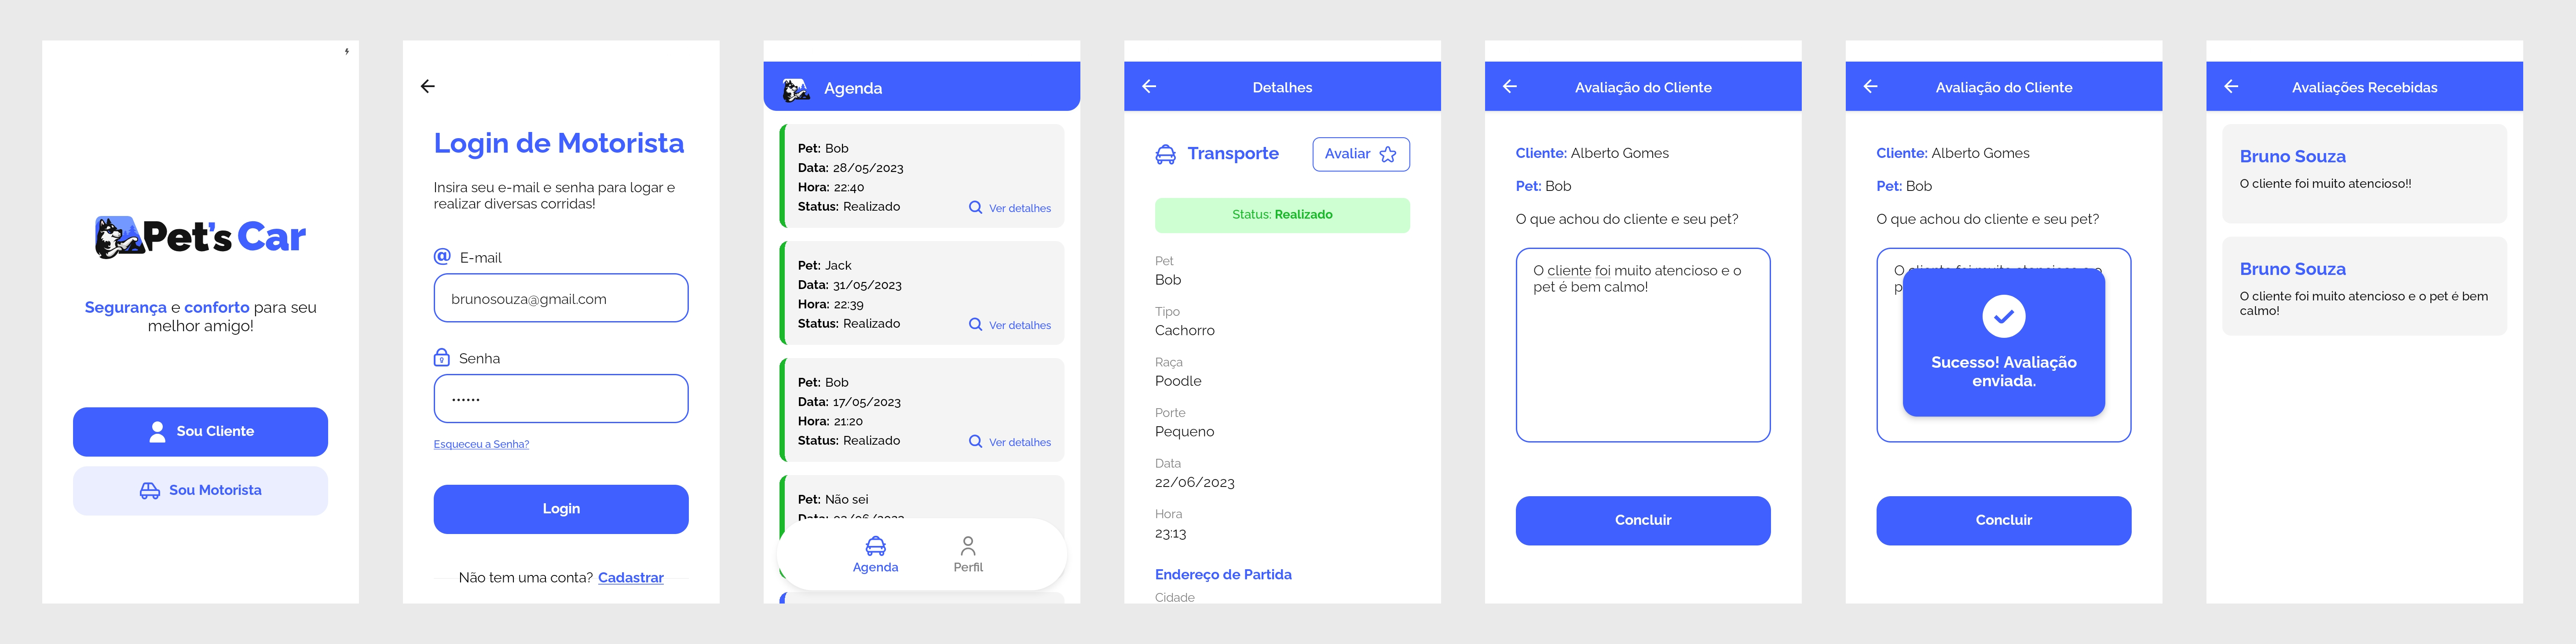 Pet's Car
Segurança e conforto para seu
melhor amigo!
Sou Cliente
Sou Motorista
Login de Motorista
Insira seu e-mail e senha para logar e
realizar diversas corridas!
@ E-mail
brunosouza@gmail.com
Senha
••••••
Esqueceu a Senha?
Login
Não tem uma conta? Cadastrar
Agenda
Pet: Bob
Data: 28/05/2023
Hora: 22:40
Status: Realizado
Ver detalhes
Pet: Jack
Data: 31/05/2023
Hora: 22:39
Status: Realizado
Ver detalhes
Pet: Bob
Data: 17/05/2023
Hora: 21:20
Status: Realizado
Ver detalhes
Pet: Não sei
Agenda
Perfil
Detalhes
Transporte
Avaliar
Status: Realizado
Pet
Bob
Tipo
Cachorro
Raça
Poodle
Porte
Pequeno
Data
22/06/2023
Hora
23:13
Endereço de Partida
Cidade
Avaliação do Cliente
Cliente: Alberto Gomes
Pet: Bob
O que achou do cliente e seu pet?
O cliente foi muito atencioso e o
pet é bem calmo!
Concluir
Avaliação do Cliente
Cliente: Alberto Gomes
Pet: Bob
O que achou do cliente e seu pet?
Sucesso! Avaliação
enviada.
Concluir
Avaliações Recebidas
Bruno Souza
O cliente foi muito atencioso!!
Bruno Souza
O cliente foi muito atencioso e o pet é bem
calmo!